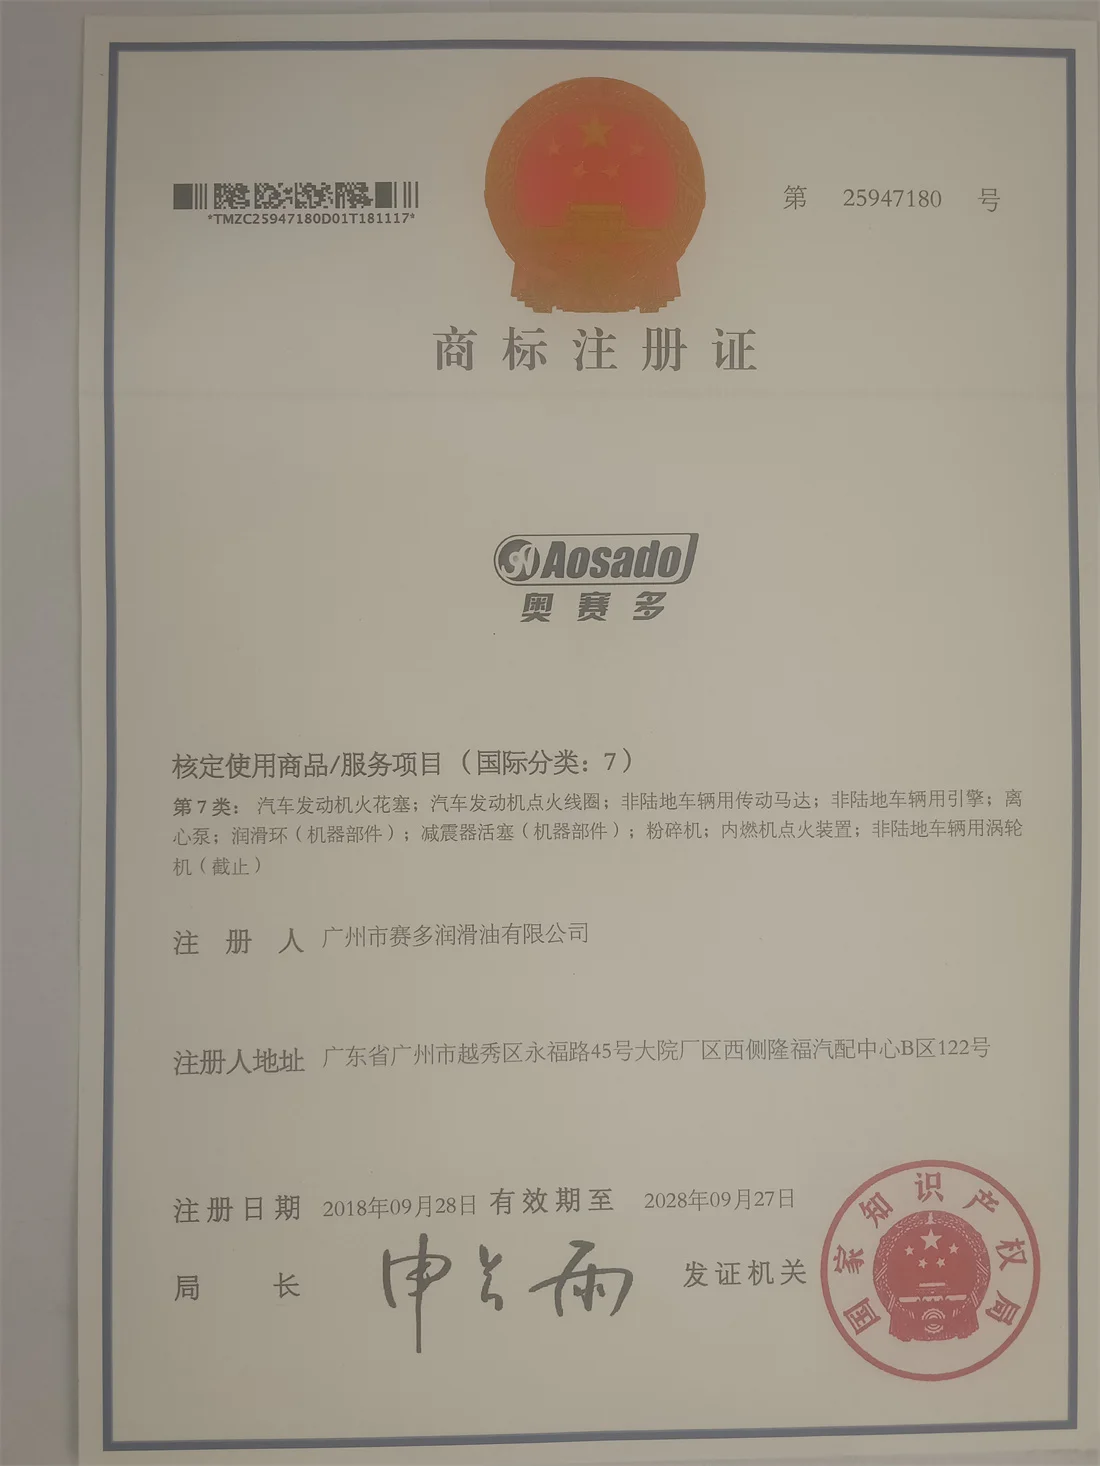 *TMZC25947180D01T181117*
第 25947180 号
商标注册证
Aosado
奥赛多
核定使用商品/服务项目（国际分类：7）
第7类：汽车发动机火花塞；汽车发动机点火线圈；非陆地车辆用传动马达；非陆地车辆用引擎；离
心泵；润滑环（机器部件）；减震器活塞（机器部件）；粉碎机；内燃机点火装置；非陆地车辆用涡轮
机（截止）
注册人 广州市赛多润滑油有限公司
注册人地址 广东省广州市越秀区永福路45号大院厂区西侧隆福汽配中心B区122号
注册日期 2018年09月28日 有效期至 2028年09月27日
局长 申长雨 发证机关
国家知识产权局